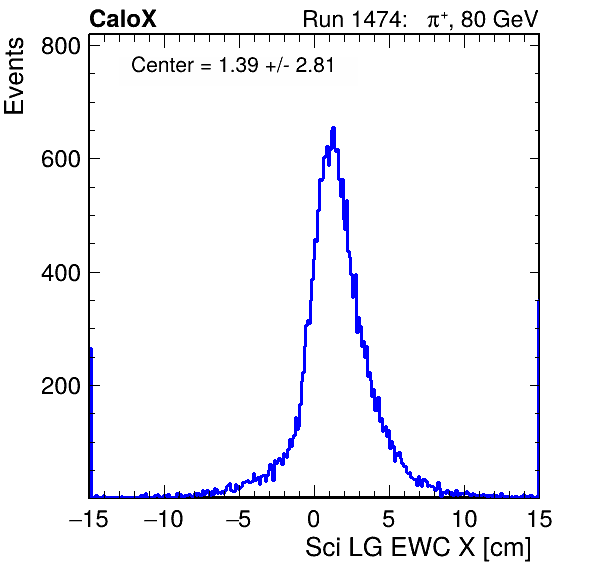 CaloX
Run 1474: π⁺, 80 GeV
Events
Center = 1.39 +/- 2.81
800
600
400
200
−15 −10 −5 0 5 10 15
Sci LG EWC X [cm]